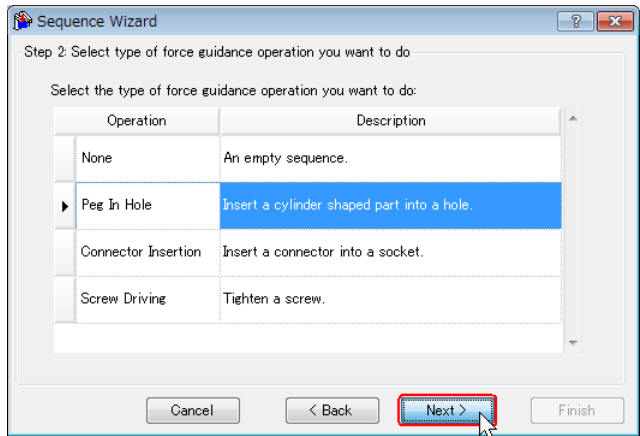 Sequence Wizard
Step 2: Select type of force guidance operation you want to do
Select the type of force guidance operation you want to do:
Operation Description
None An empty sequence.
Peg In Hole Insert a cylinder shaped part into a hole.
Connector Insertion Insert a connector into a socket.
Screw Driving Tighten a screw.
Cancel < Back Next > Finish